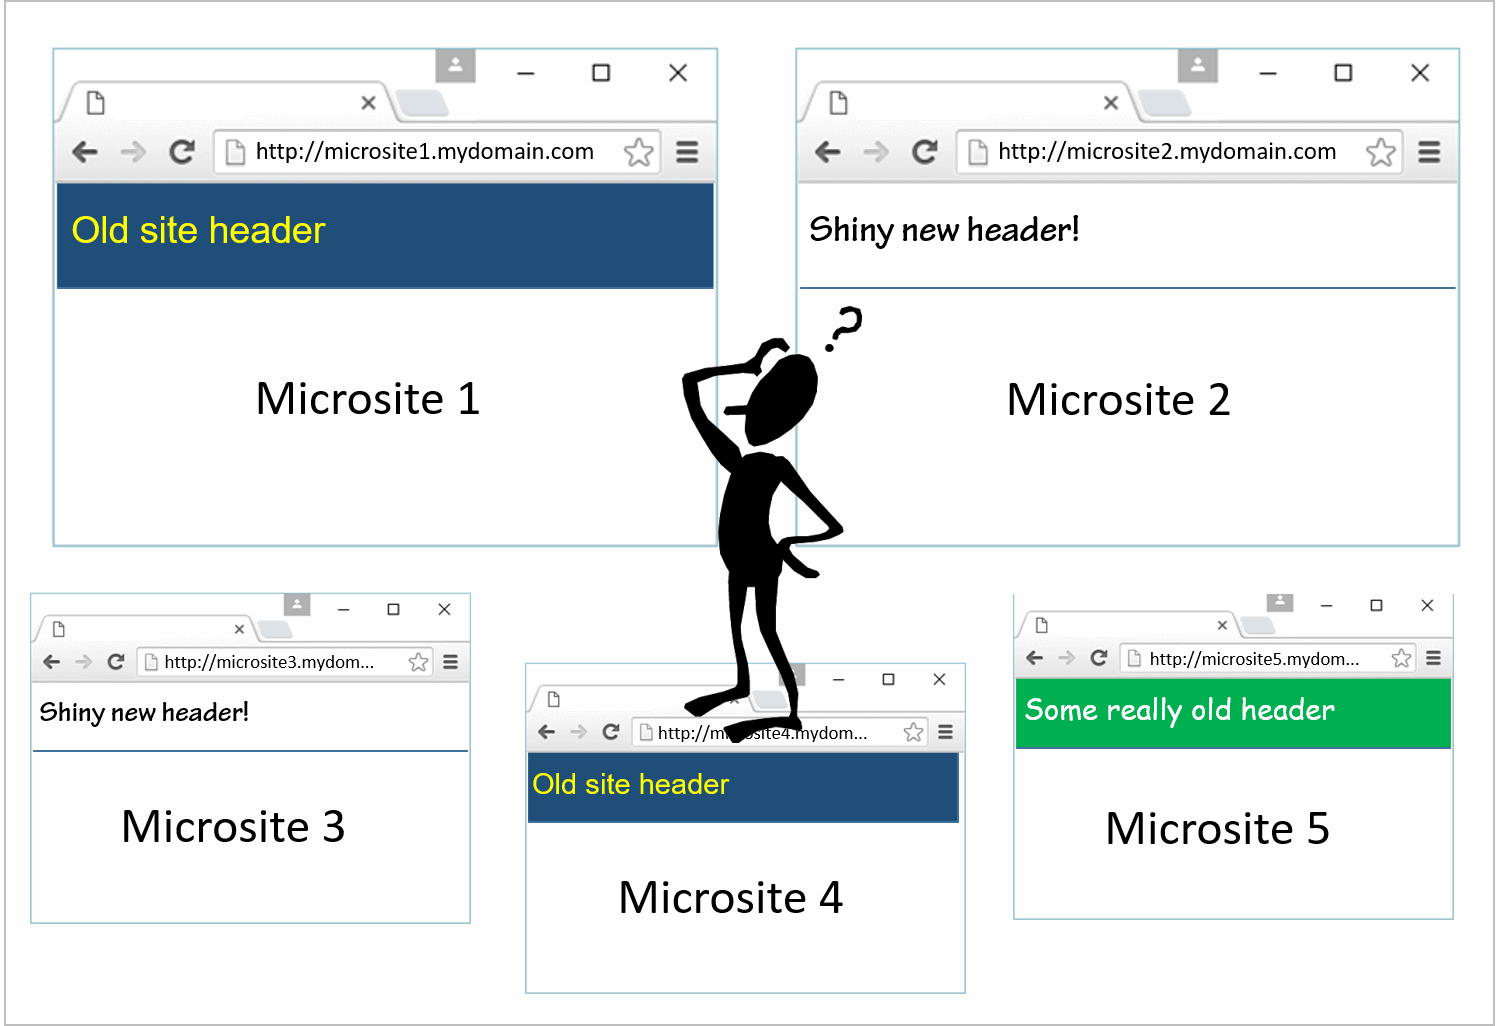 http://microsite1.mydomain.com
Old site header
Microsite 1
http://microsite2.mydomain.com
Shiny new header!
Microsite 2
?
http://microsite3.mydom...
Shiny new header!
Microsite 3
http://microsite4.mydom...
Old site header
Microsite 4
http://microsite5.mydom...
Some really old header
Microsite 5